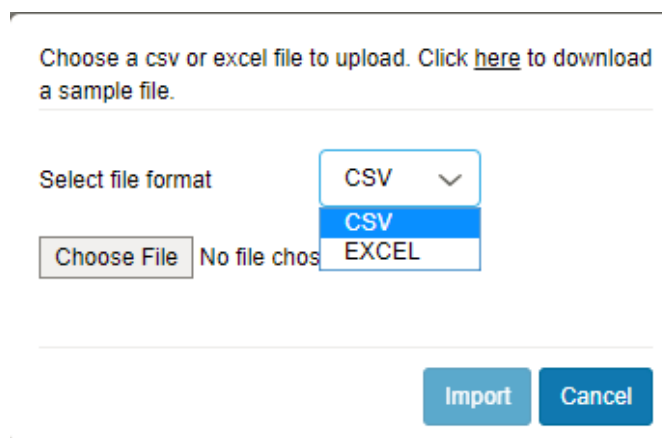 Choose a csv or excel file to upload. Click here to download
a sample file.
Select file format
CSV
CSV
EXCEL
Choose File No file chos
Import Cancel